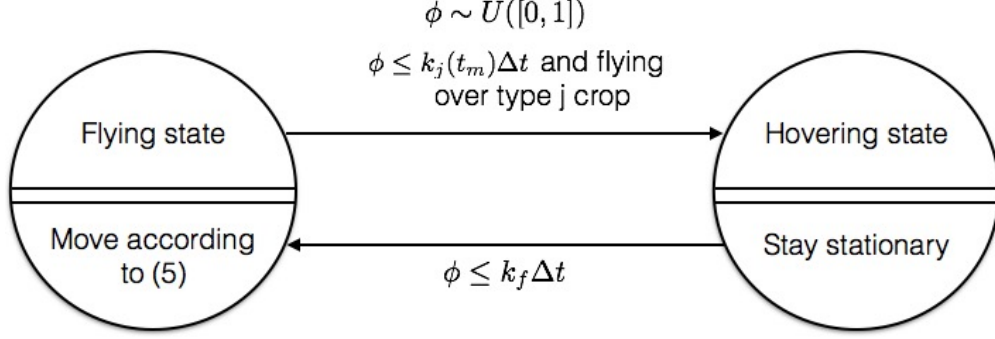 ϕ ∼ U([0, 1])
ϕ ≤ k_j(t_m)Δt and flying
over type j crop
Flying state
Hovering state
Move according
to (5)
Stay stationary
ϕ ≤ k_fΔt